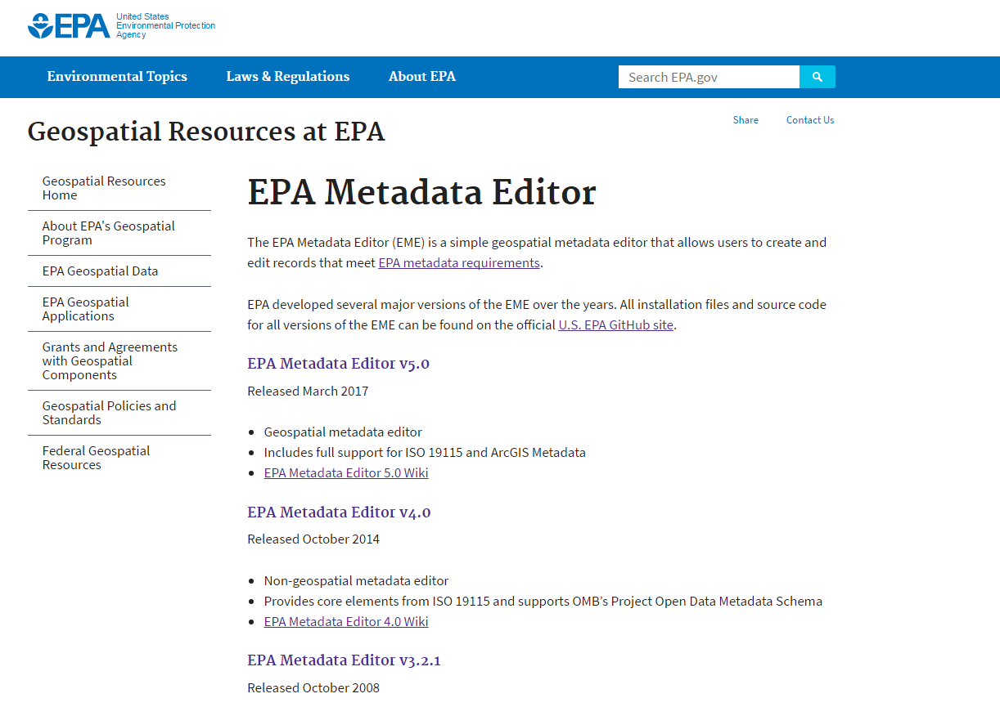 EPA
United States
Environmental Protection
Agency
Environmental Topics
Laws & Regulations
About EPA
Search EPA.gov
Share
Contact Us
Geospatial Resources at EPA
Geospatial Resources
Home
About EPA's Geospatial
Program
EPA Geospatial Data
EPA Geospatial
Applications
Grants and Agreements
with Geospatial
Components
Geospatial Policies and
Standards
Federal Geospatial
Resources
EPA Metadata Editor
The EPA Metadata Editor (EME) is a simple geospatial metadata editor that allows users to create and
edit records that meet EPA metadata requirements.
EPA developed several major versions of the EME over the years. All installation files and source code
for all versions of the EME can be found on the official U.S. EPA GitHub site.
EPA Metadata Editor v5.0
Released March 2017
• Geospatial metadata editor
• Includes full support for ISO 19115 and ArcGIS Metadata
• EPA Metadata Editor 5.0 Wiki
EPA Metadata Editor v4.0
Released October 2014
• Non-geospatial metadata editor
• Provides core elements from ISO 19115 and supports OMB’s Project Open Data Metadata Schema
• EPA Metadata Editor 4.0 Wiki
EPA Metadata Editor v3.2.1
Released October 2008